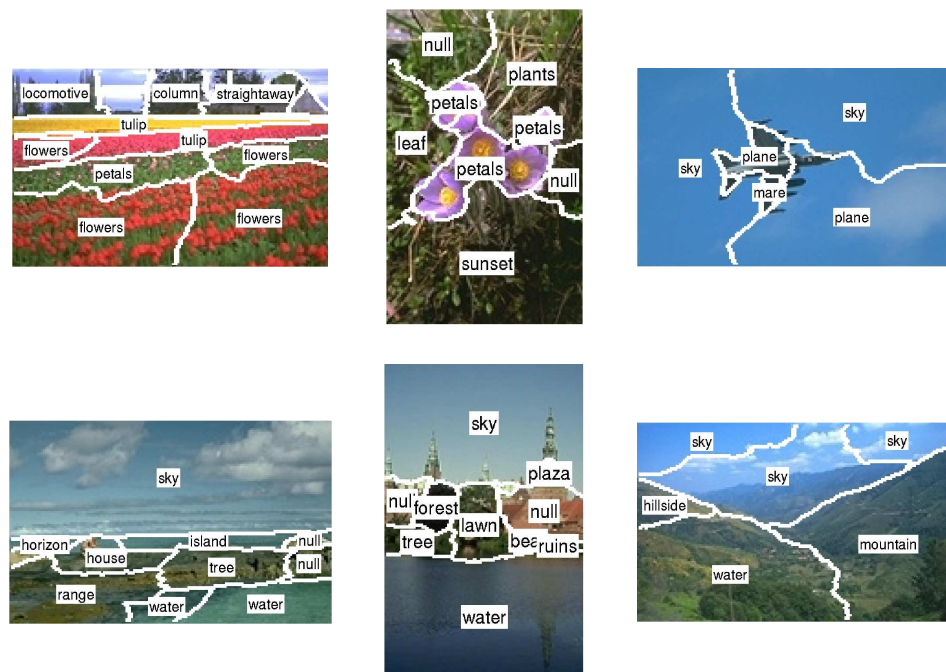 locomotive
column
straightaway
tulip
tulip
flowers
flowers
petals
flowers
flowers
null
plants
petals
petals
leaf
petals
null
sunset
sky
sky
plane
mare
plane
sky
horizon
house
island
null
null
tree
range
water
water
sky
plaza
forest
null
lawn
tree
ruins
water
sky
sky
sky
hillside
mountain
water